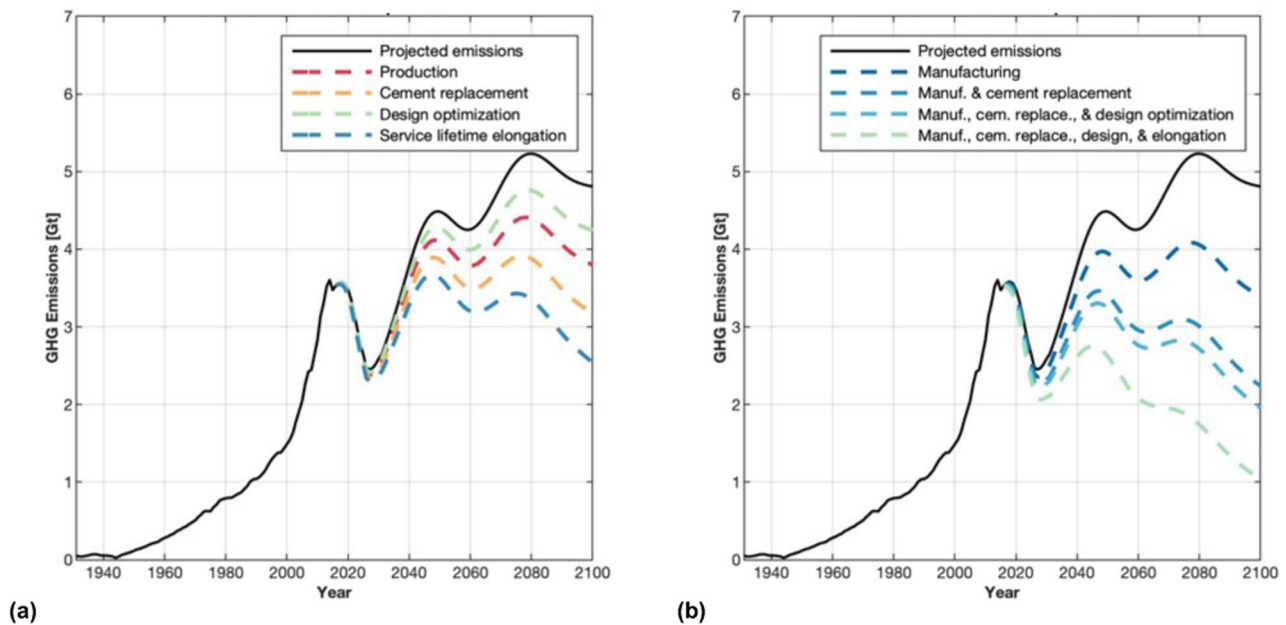 7
6
5
4
3
2
1
0
GHG Emissions [Gt]
Projected emissions
Production
Cement replacement
Design optimization
Service lifetime elongation
1940 1960 1980 2000 2020 2040 2060 2080 2100
Year
(a)
7
6
5
4
3
2
1
0
GHG Emissions [Gt]
Projected emissions
Manufacturing
Manuf. & cement replacement
Manuf., cem. replace., & design optimization
Manuf., cem. replace., design, & elongation
1940 1960 1980 2000 2020 2040 2060 2080 2100
Year
(b)